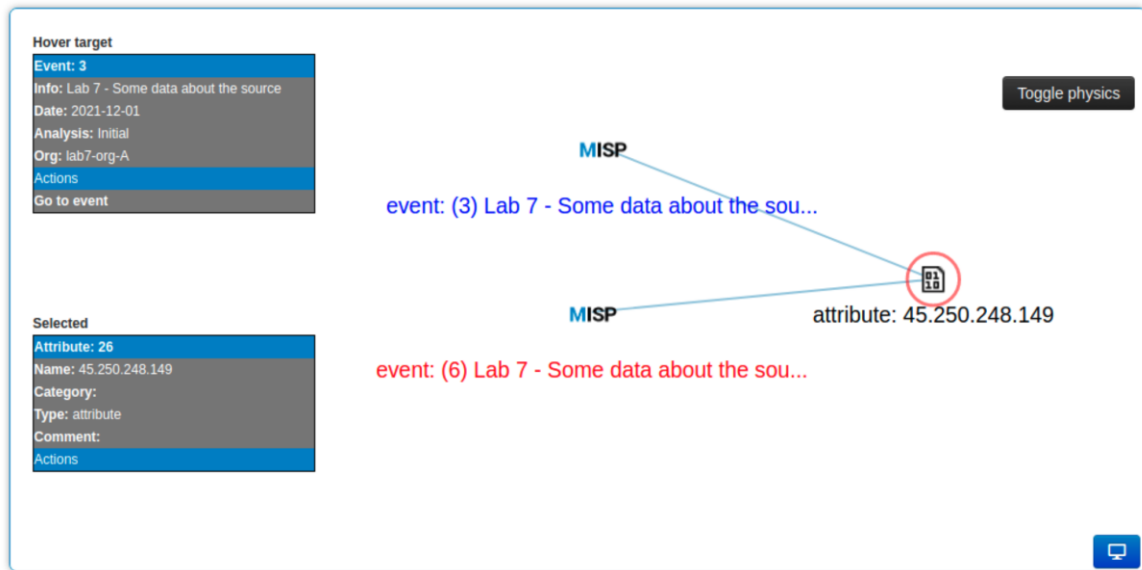 Hover target
Event: 3
Info: Lab 7 - Some data about the source
Date: 2021-12-01
Analysis: Initial
Org: lab7-org-A
Actions
Go to event
Toggle physics
MISP
event: (3) Lab 7 - Some data about the sou...
MISP
event: (6) Lab 7 - Some data about the sou...
01
10
attribute: 45.250.248.149
Selected
Attribute: 26
Name: 45.250.248.149
Category:
Type: attribute
Comment:
Actions